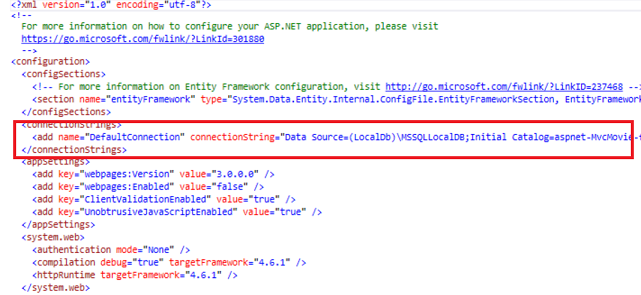 <?xml version="1.0" encoding="utf-8"?>
<!--
For more information on how to configure your ASP.NET application, please visit
https://go.microsoft.com/fwlink/?LinkId=301880
-->
<configuration>
<configSections>
<!-- For more information on Entity Framework configuration, visit http://go.microsoft.com/fwlink/?LinkID=237468 --
<section name="entityFramework" type="System.Data.Entity.Internal.ConfigFile.EntityFrameworkSection, EntityFramework
</configSections>
<connectionStrings>
<add name="DefaultConnection" connectionString="Data Source=(LocalDb)\MSSQLLocalDB;Initial Catalog=aspnet-MvcMovie-
</connectionStrings>
<appSettings>
<add key="webpages:Version" value="3.0.0.0" />
<add key="webpages:Enabled" value="false" />
<add key="ClientValidationEnabled" value="true" />
<add key="UnobtrusiveJavaScriptEnabled" value="true" />
</appSettings>
<system.web>
<authentication mode="None" />
<compilation debug="true" targetFramework="4.6.1" />
<httpRuntime targetFramework="4.6.1" />
</system.web>